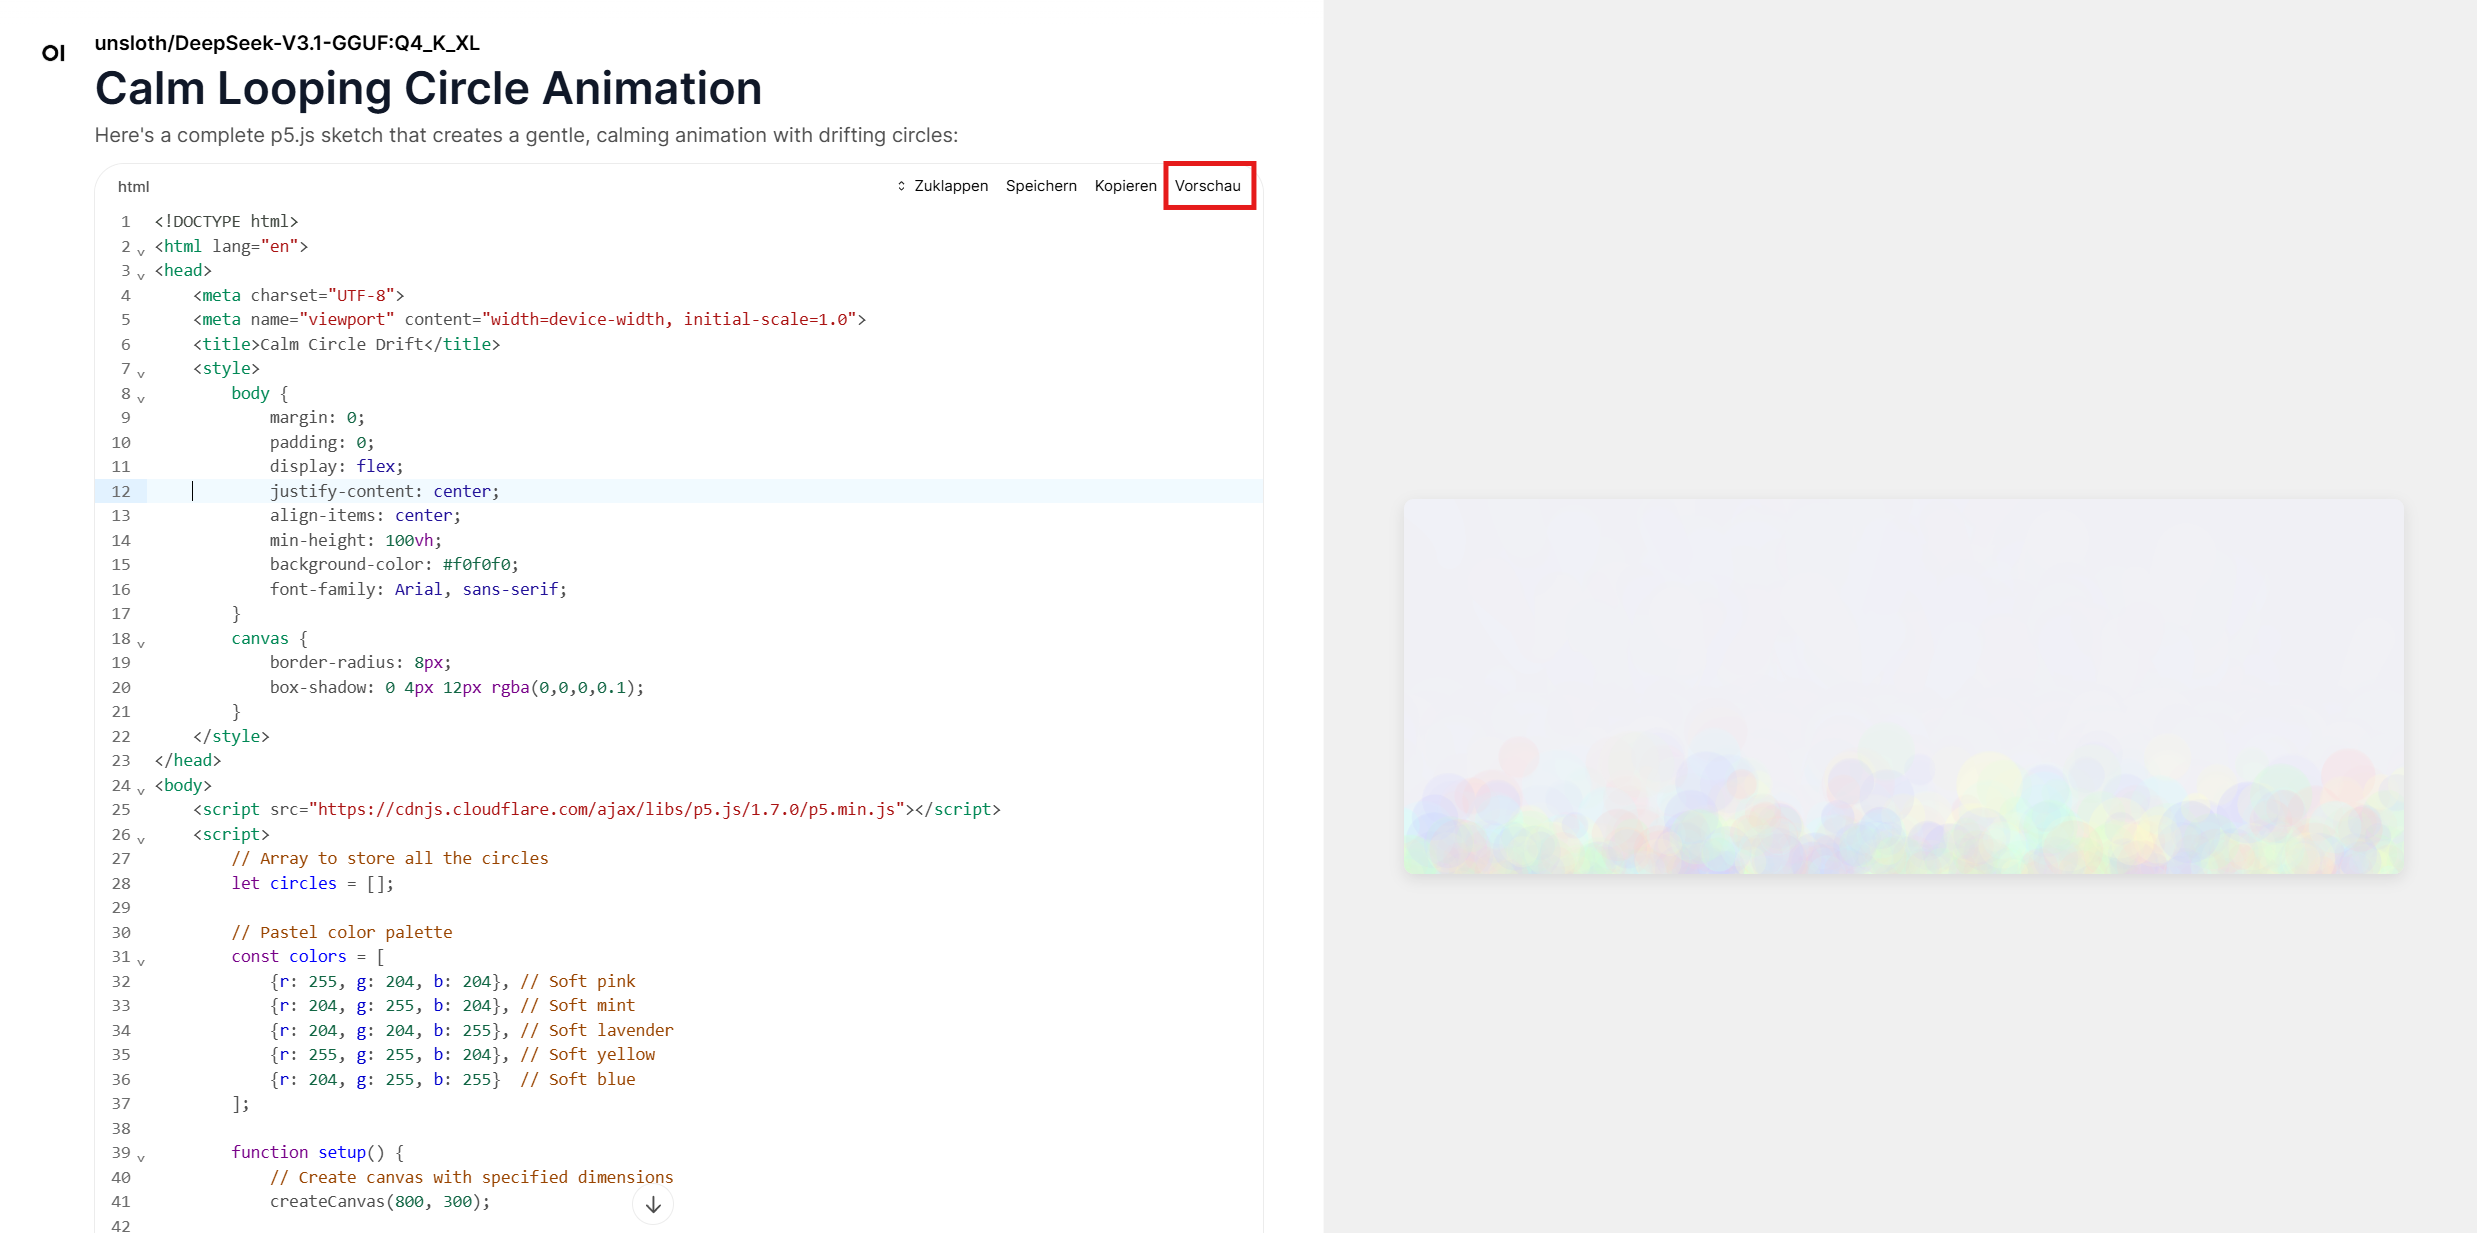 OI
unsloth/DeepSeek-V3.1-GGUF:Q4_K_XL
Calm Looping Circle Animation
Here's a complete p5.js sketch that creates a gentle, calming animation with drifting circles:
html Zuklappen Speichern Kopieren Vorschau
1 <!DOCTYPE html>
2 <html lang="en">
3 <head>
4     <meta charset="UTF-8">
5     <meta name="viewport" content="width=device-width, initial-scale=1.0">
6     <title>Calm Circle Drift</title>
7     <style>
8         body {
9             margin: 0;
10             padding: 0;
11             display: flex;
12             justify-content: center;
13             align-items: center;
14             min-height: 100vh;
15             background-color: #f0f0f0;
16             font-family: Arial, sans-serif;
17         }
18         canvas {
19             border-radius: 8px;
20             box-shadow: 0 4px 12px rgba(0,0,0,0.1);
21         }
22     </style>
23 </head>
24 <body>
25     <script src="https://cdnjs.cloudflare.com/ajax/libs/p5.js/1.7.0/p5.min.js"></script>
26     <script>
27         // Array to store all the circles
28         let circles = [];
29
30         // Pastel color palette
31         const colors = [
32             {r: 255, g: 204, b: 204}, // Soft pink
33             {r: 204, g: 255, b: 204}, // Soft mint
34             {r: 204, g: 204, b: 255}, // Soft lavender
35             {r: 255, g: 255, b: 204}, // Soft yellow
36             {r: 204, g: 255, b: 255}  // Soft blue
37         ];
38
39         function setup() {
40             // Create canvas with specified dimensions
41             createCanvas(800, 300);
42